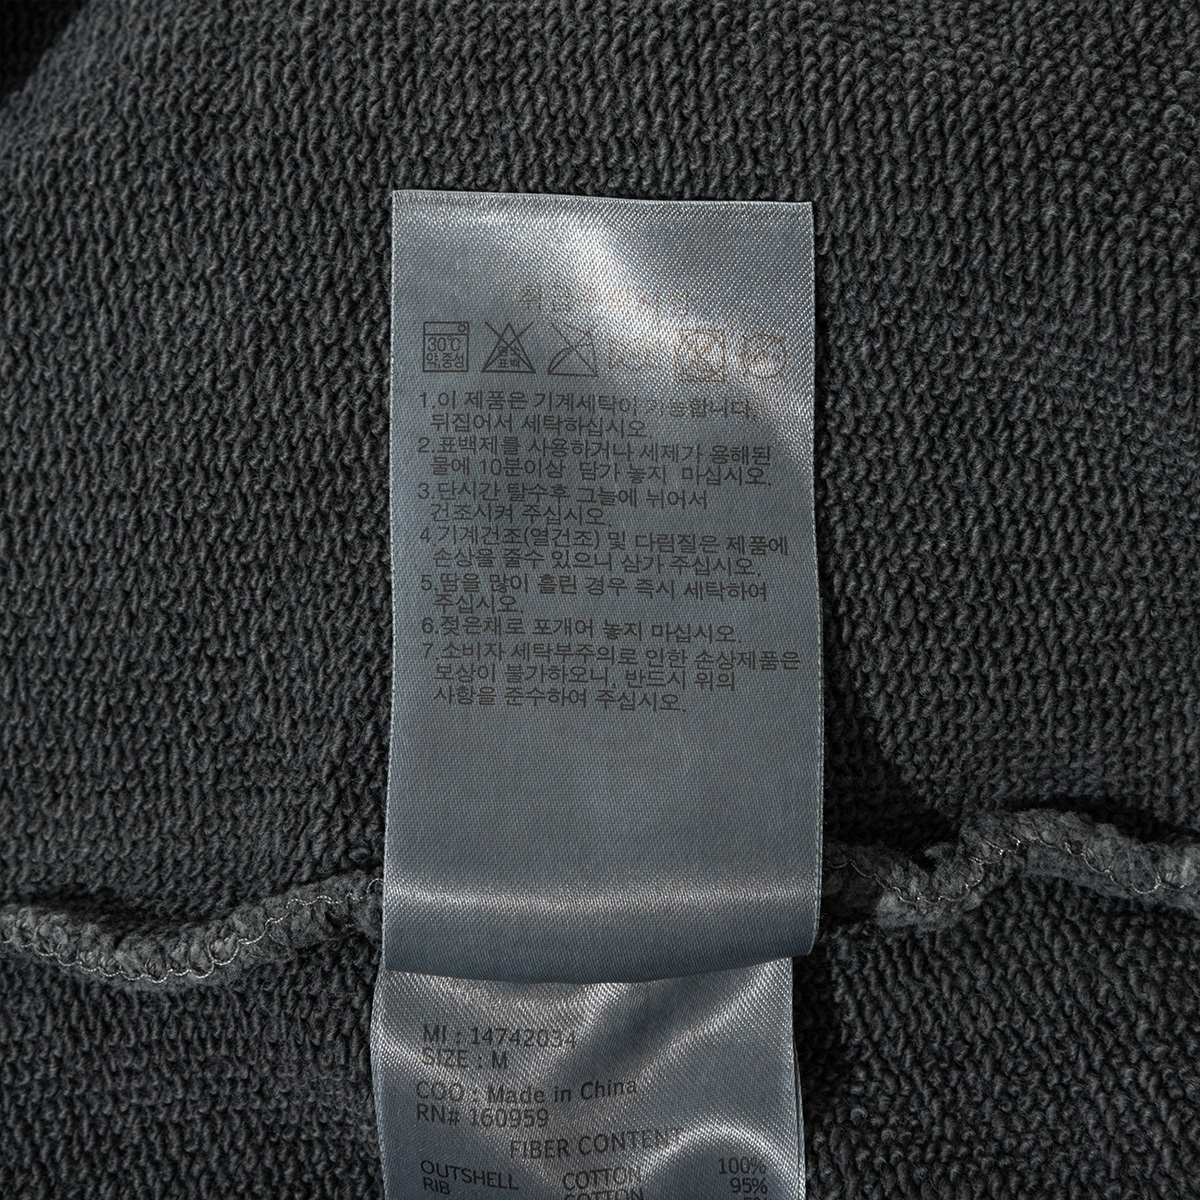 30℃
약,중성
표백
1.이 제품은 기계세탁이 가능합니다.
뒤집어서 세탁하십시오.
2.표백제를 사용하거나 세제가 용해된
물에 10분이상 담가 놓지 마십시오.
3.단시간 탈수후 그늘에 뉘어서
건조시켜 주십시오.
4.기계건조(열건조) 및 다림질은 제품에
손상을 줄수 있으니 삼가 주십시오.
5.땀을 많이 흘린 경우 즉시 세탁하여
주십시오.
6.젖은채로 포개어 놓지 마십시오.
7.소비자 세탁부주의로 인한 손상제품은
보상이 불가하오니, 반드시 위의
사항을 준수하여 주십시오.
MI : 14742034
SIZE : M
COO : Made in China
RN# 160959
FIBER CONTENT
OUTSHELL COTTON 100%
RIB COTTON 95%